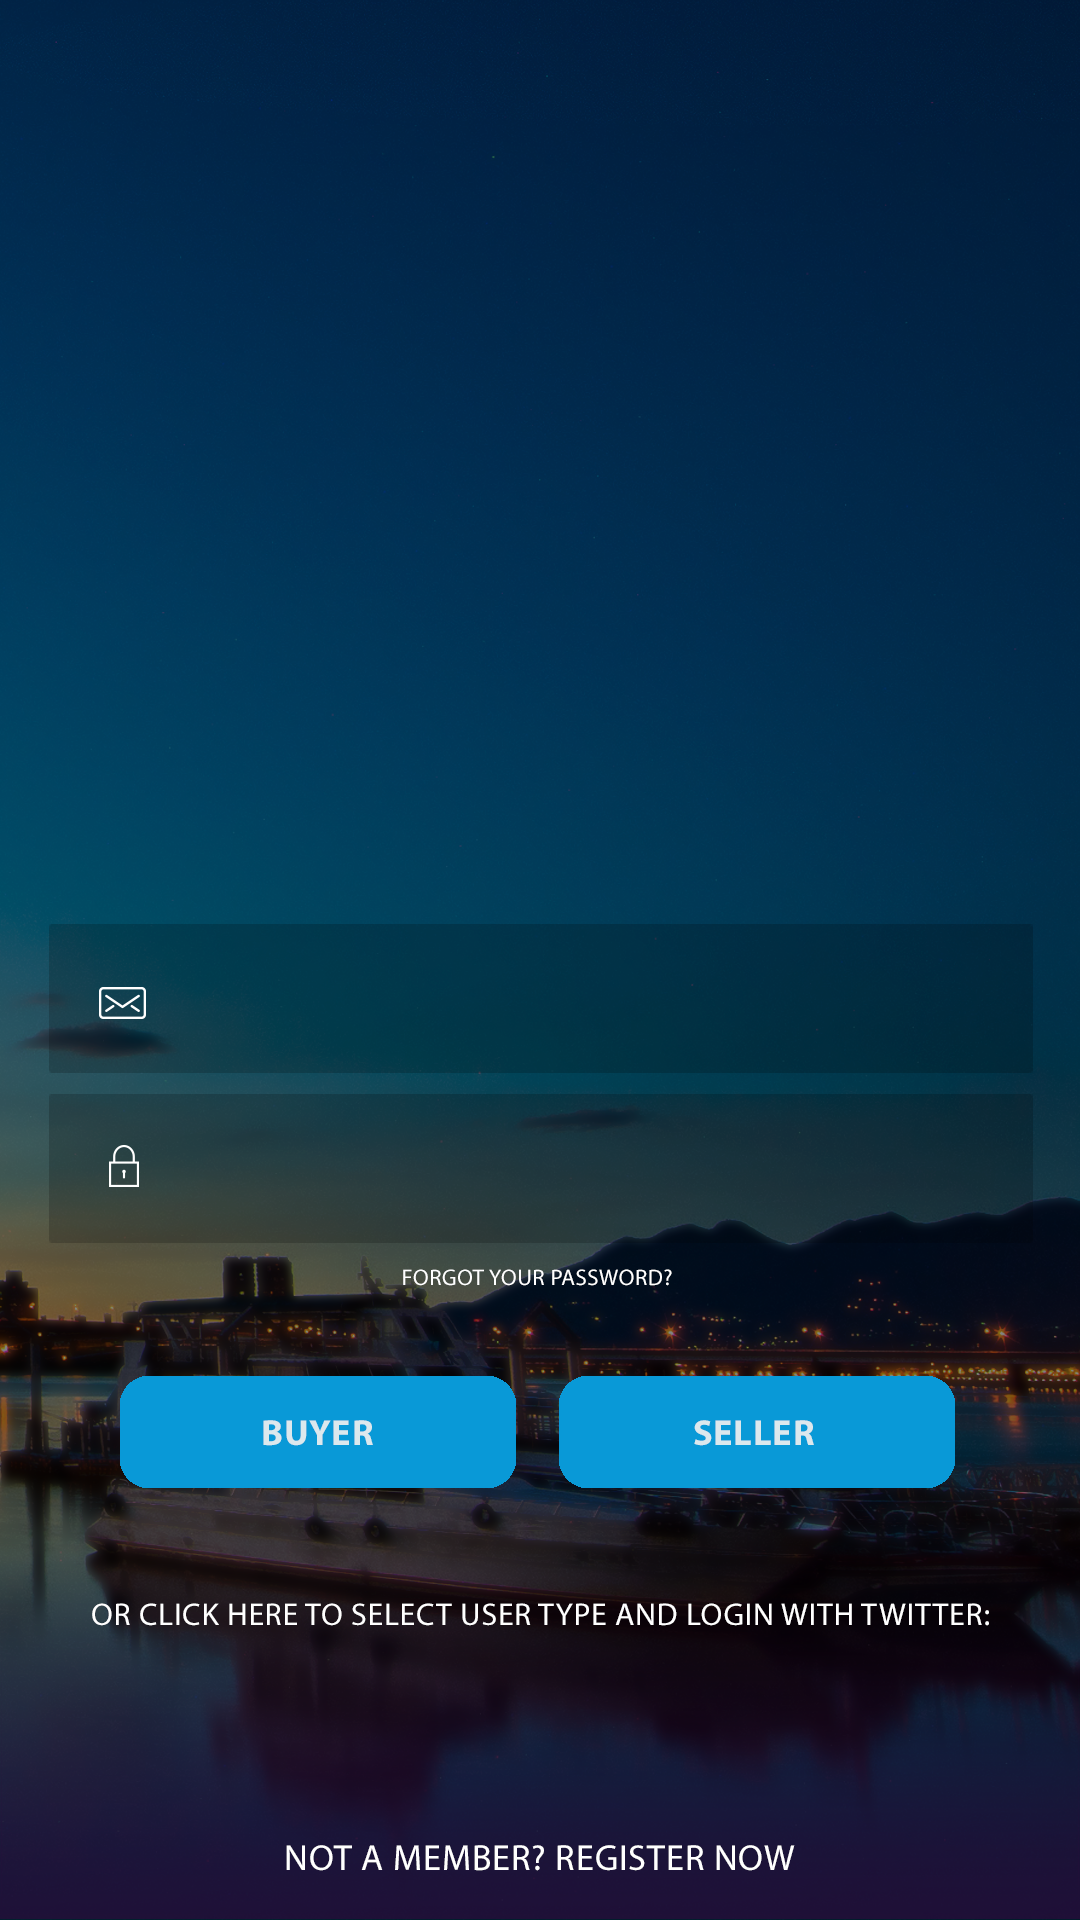 FORGOT YOUR PASSWORD?
BUYER
SELLER
OR CLICK HERE TO SELECT USER TYPE AND LOGIN WITH TWITTER:
NOT A MEMBER? REGISTER NOW